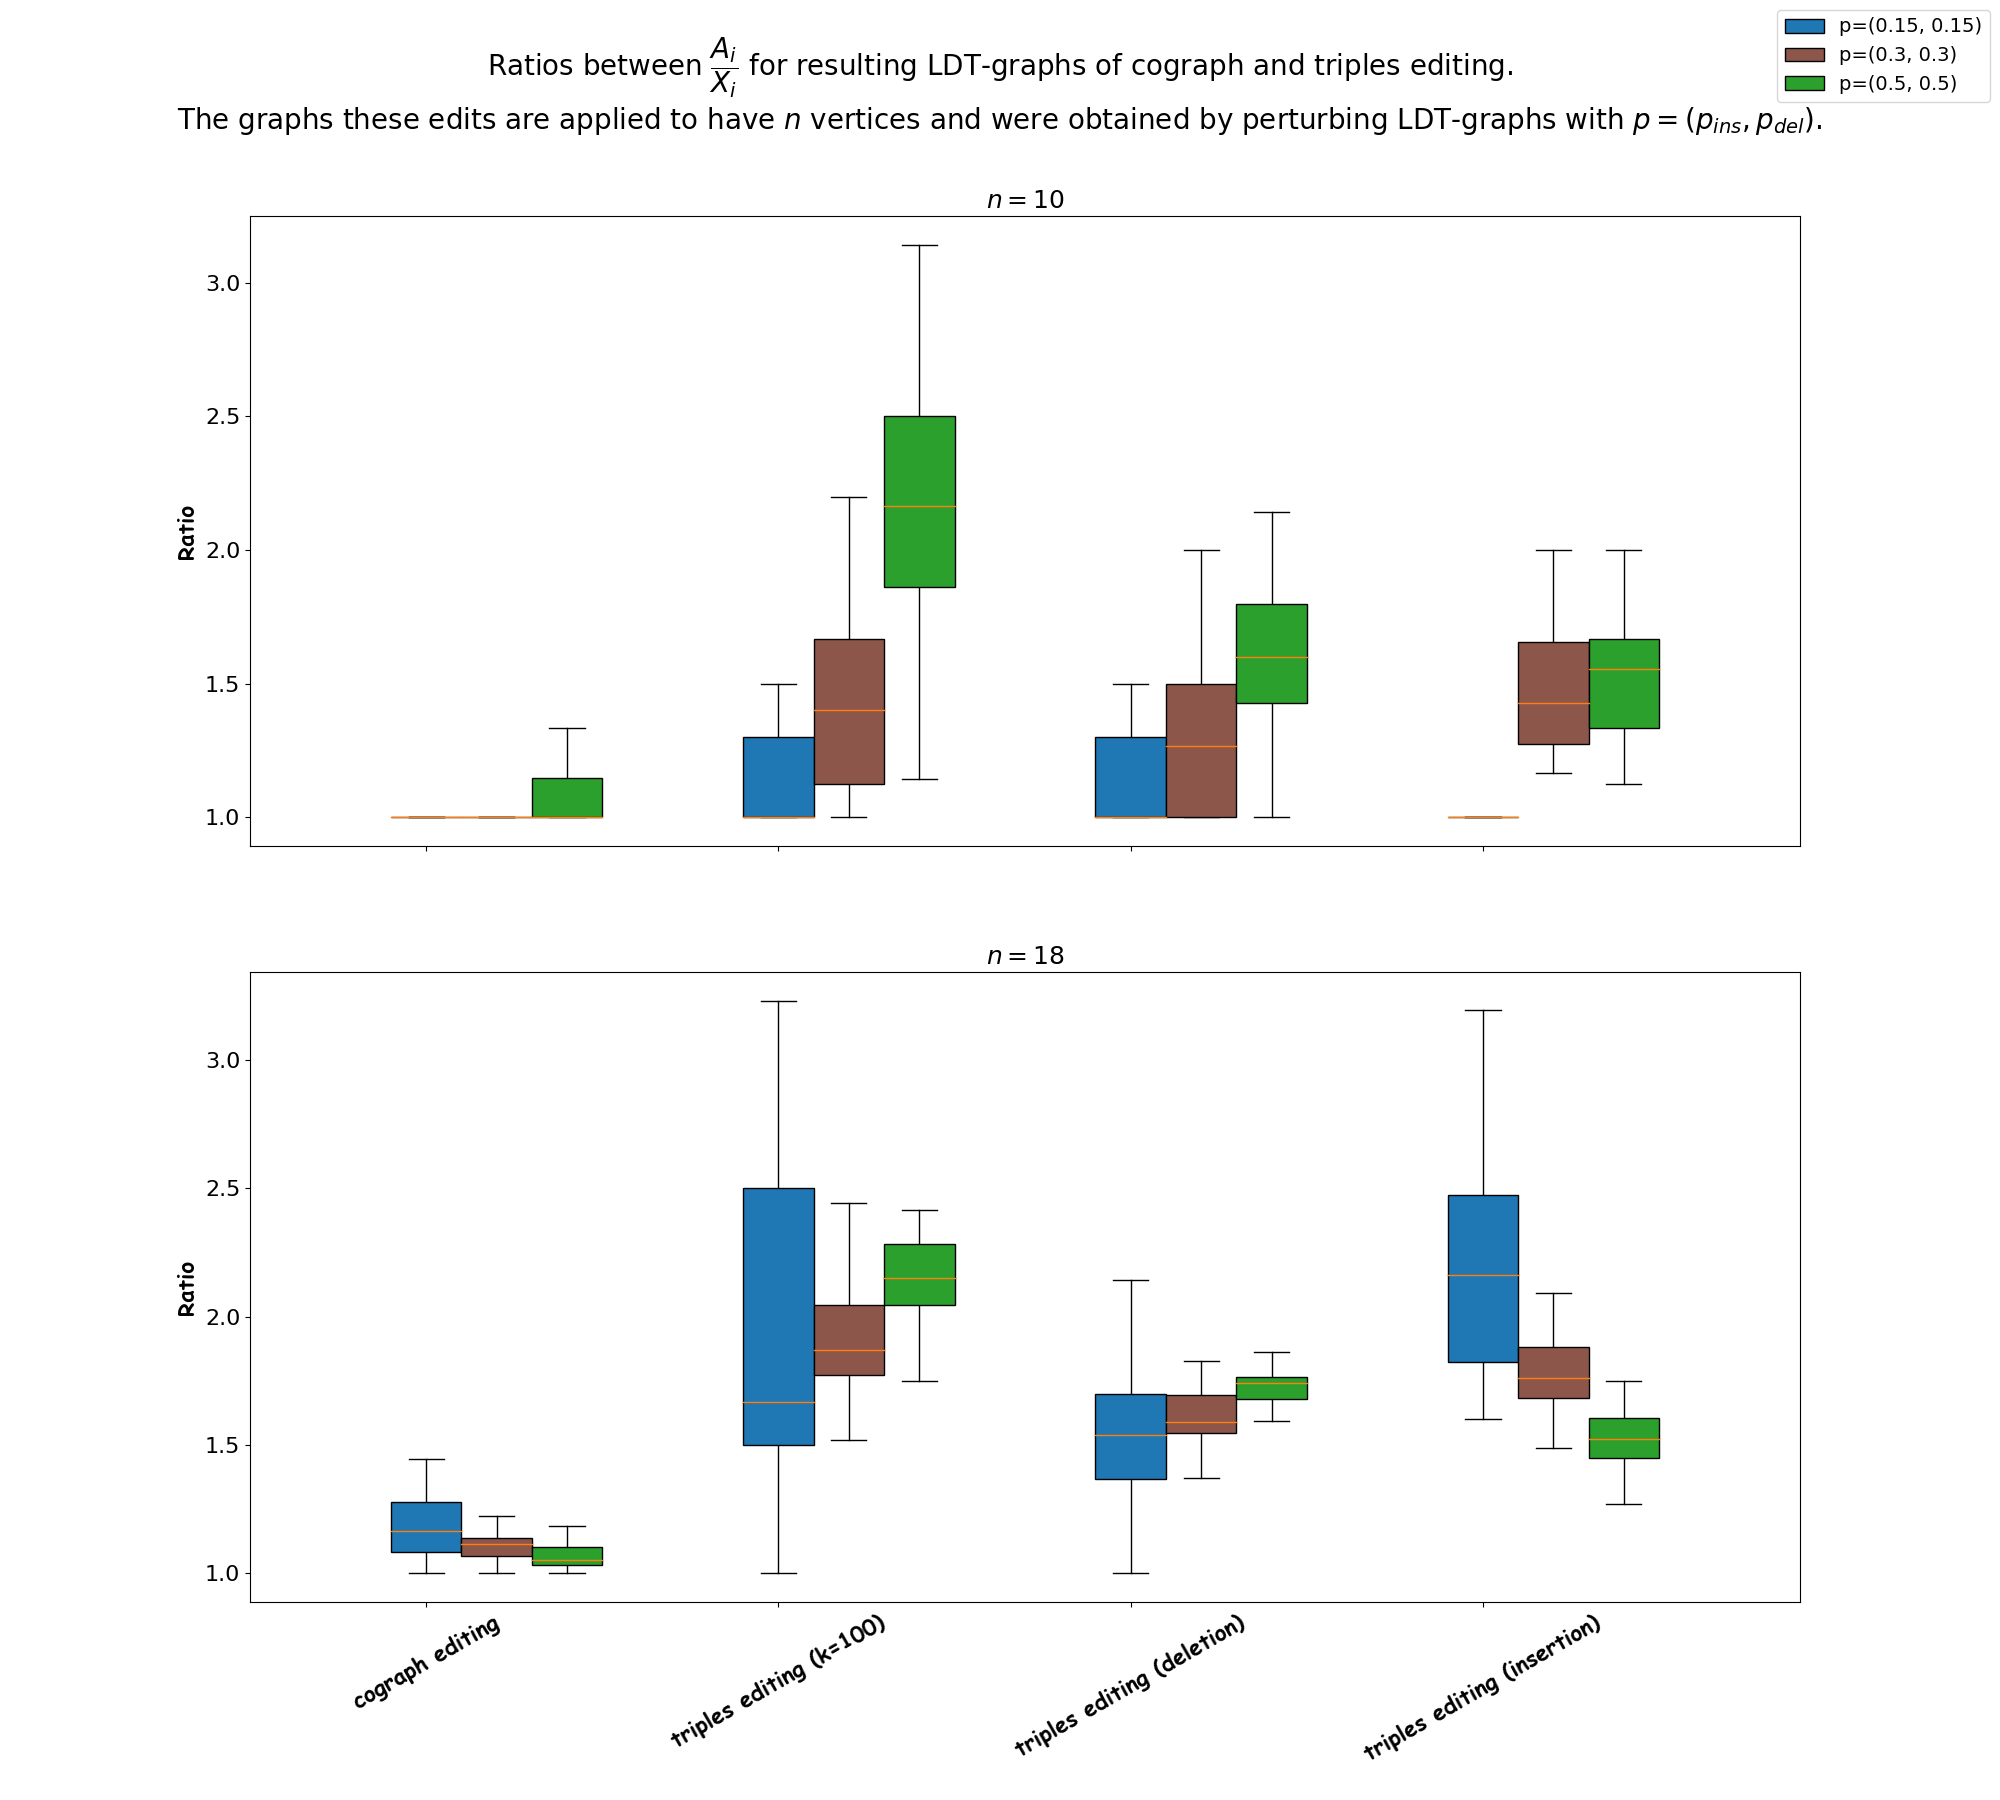 p=(0.15, 0.15)
p=(0.3, 0.3)
p=(0.5, 0.5)
Ratios between \frac{A_i}{X_i} for resulting LDT-graphs of cograph and triples editing.
The graphs these edits are applied to have n vertices and were obtained by perturbing LDT-graphs with p = (p_{ins}, p_{del}).
n = 10
Ratio
3.0
2.5
2.0
1.5
1.0
n = 18
Ratio
3.0
2.5
2.0
1.5
1.0
cograph editing
triples editing (k=100)
triples editing (deletion)
triples editing (insertion)